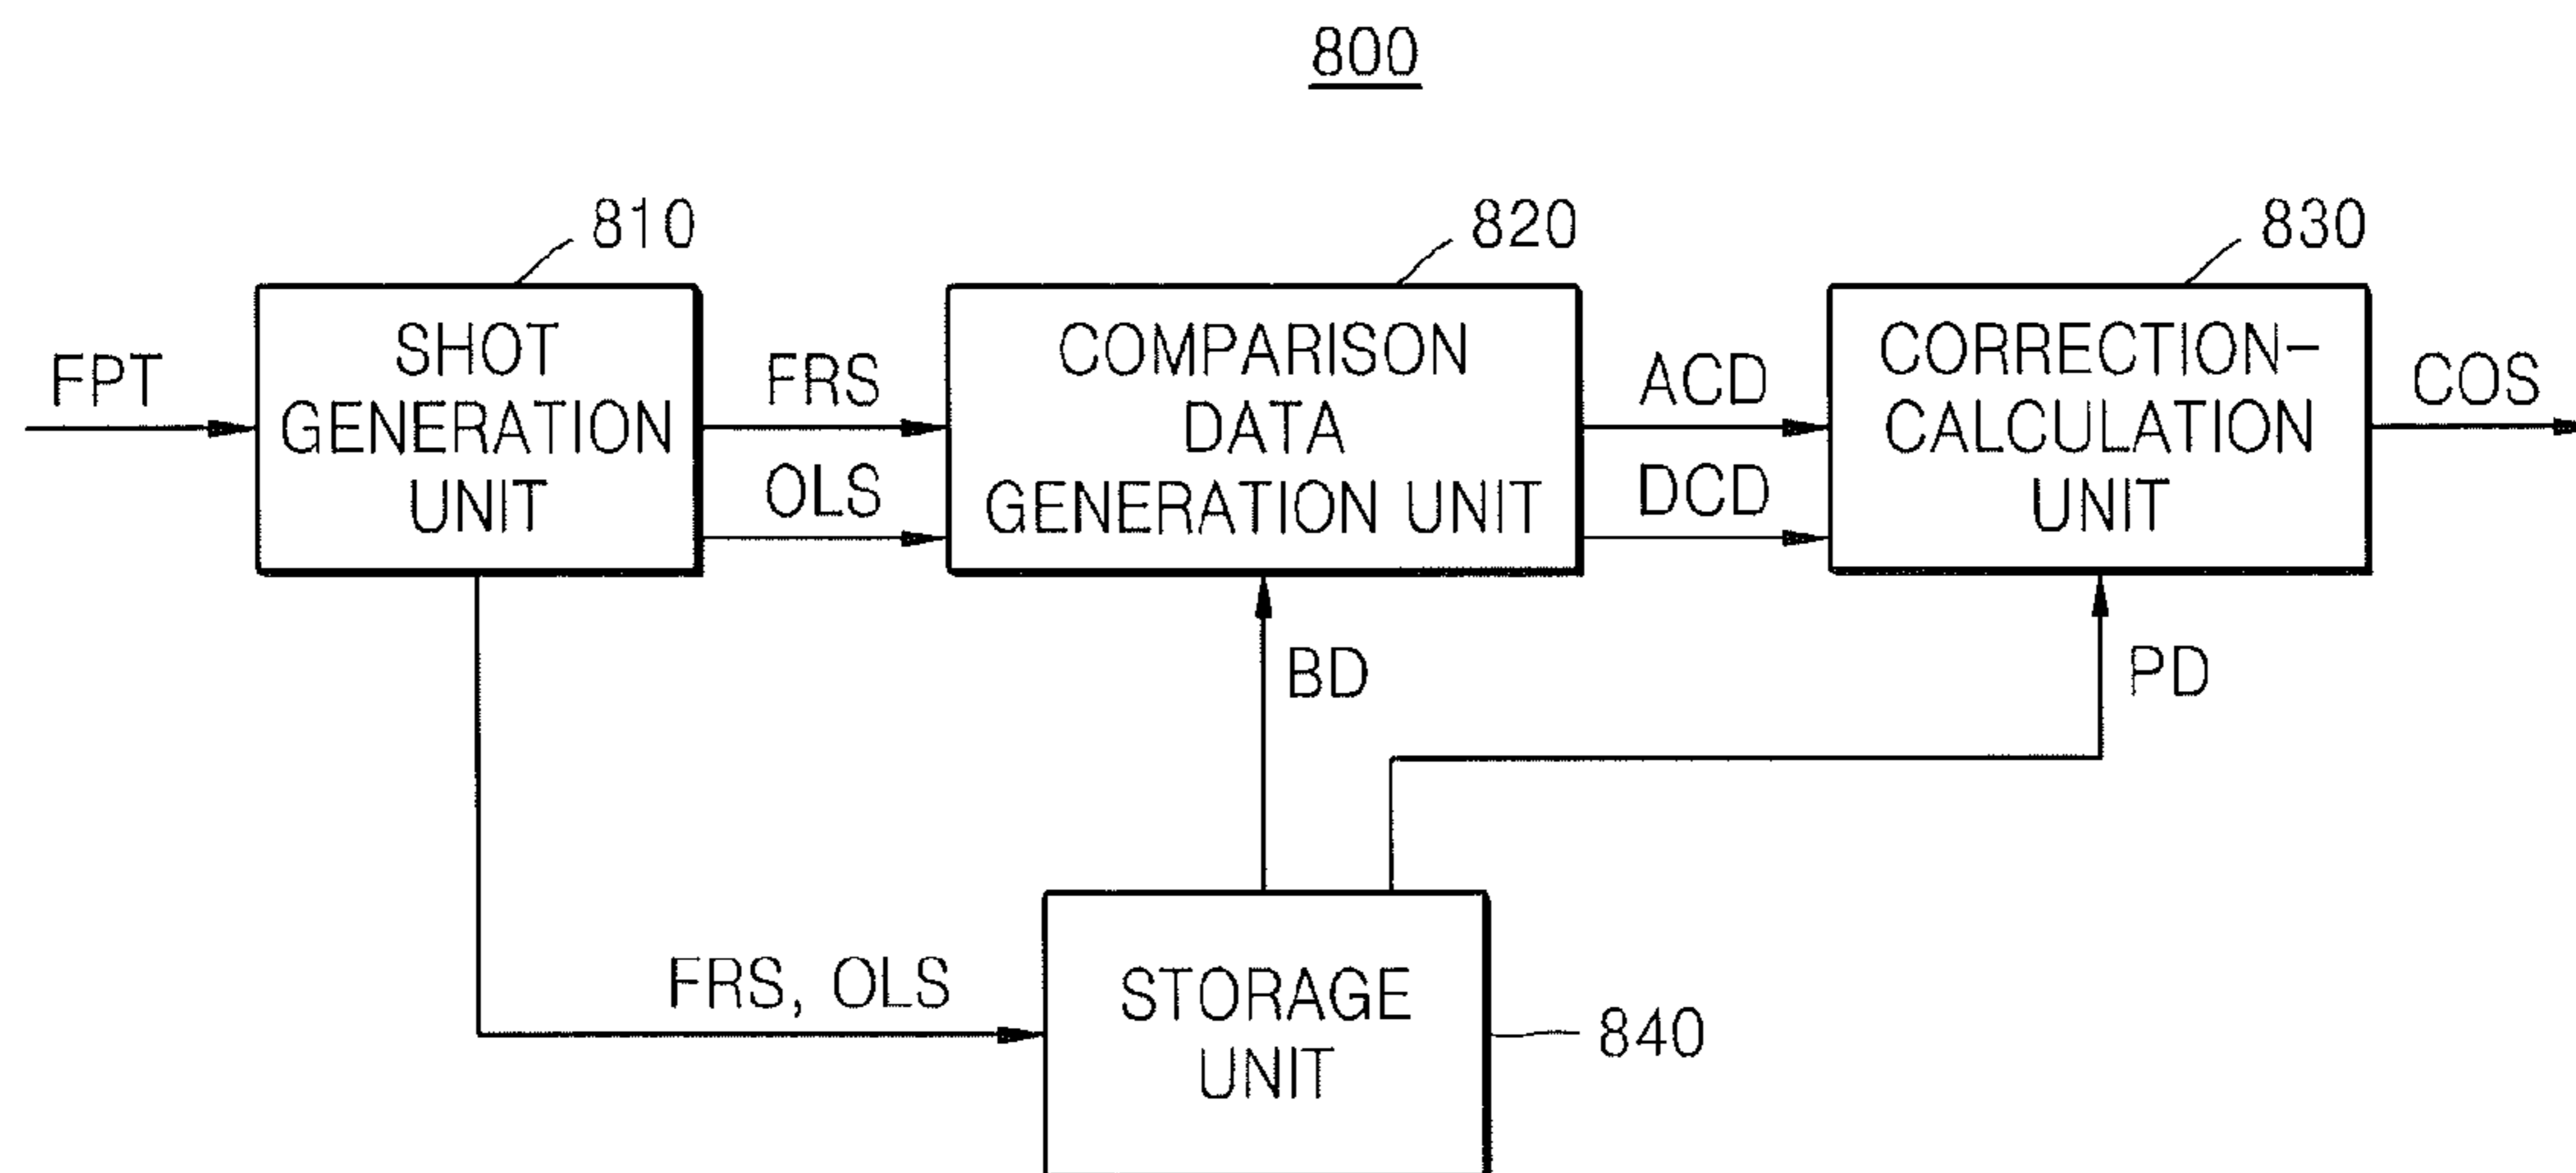 800
810
820
830
FPT
SHOT
GENERATION
UNIT
FRS
OLS
COMPARISON
DATA
GENERATION UNIT
ACD
DCD
CORRECTION-
CALCULATION
UNIT
COS
BD
PD
FRS, OLS
STORAGE
UNIT
840